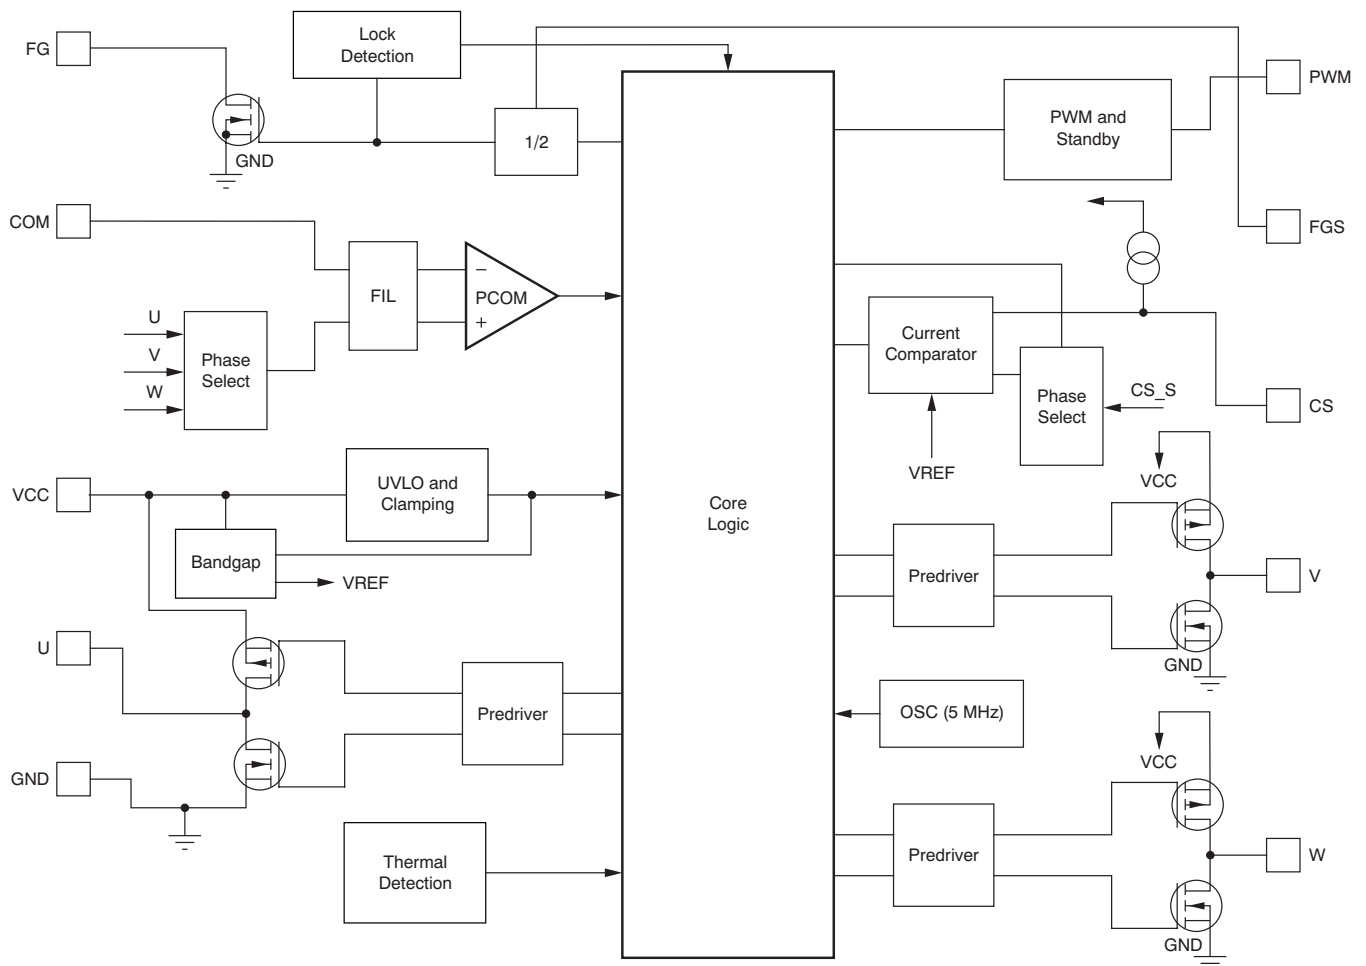 FG
Lock
Detection
GND
1/2
PWM and
Standby
PWM
COM
FIL
−
PCOM
+
U
V
W
Phase
Select
FGS
Current
Comparator
Phase
Select
CS_S
CS
VREF
VCC
UVLO and
Clamping
Bandgap
VREF
Core
Logic
VCC
Predriver
V
GND
U
Predriver
GND
OSC (5 MHz)
VCC
Predriver
W
GND
Thermal
Detection